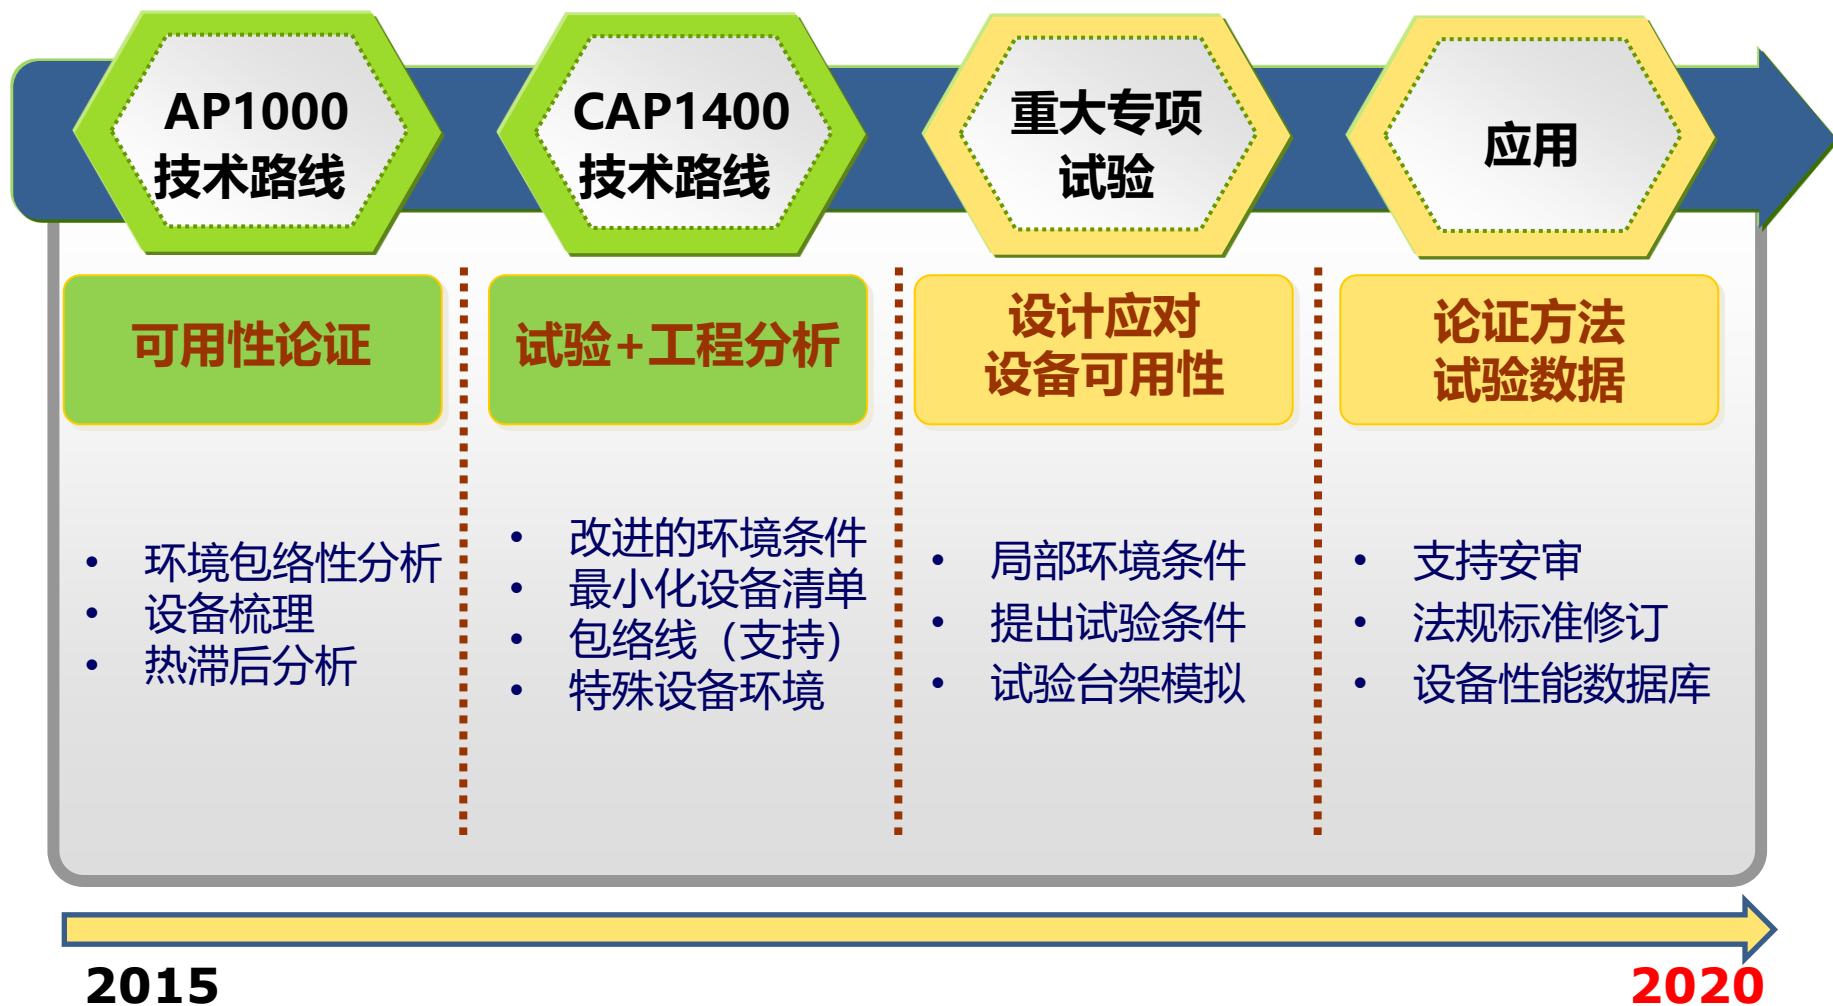 AP1000
技术路线
CAP1400
技术路线
重大专项
试验
应用
可用性论证
试验+工程分析
设计应对
设备可用性
论证方法
试验数据
• 环境包络性分析
• 设备梳理
• 热滞后分析
• 改进的环境条件
• 最小化设备清单
• 包络线（支持）
• 特殊设备环境
• 局部环境条件
• 提出试验条件
• 试验台架模拟
• 支持安审
• 法规标准修订
• 设备性能数据库
2015
2020